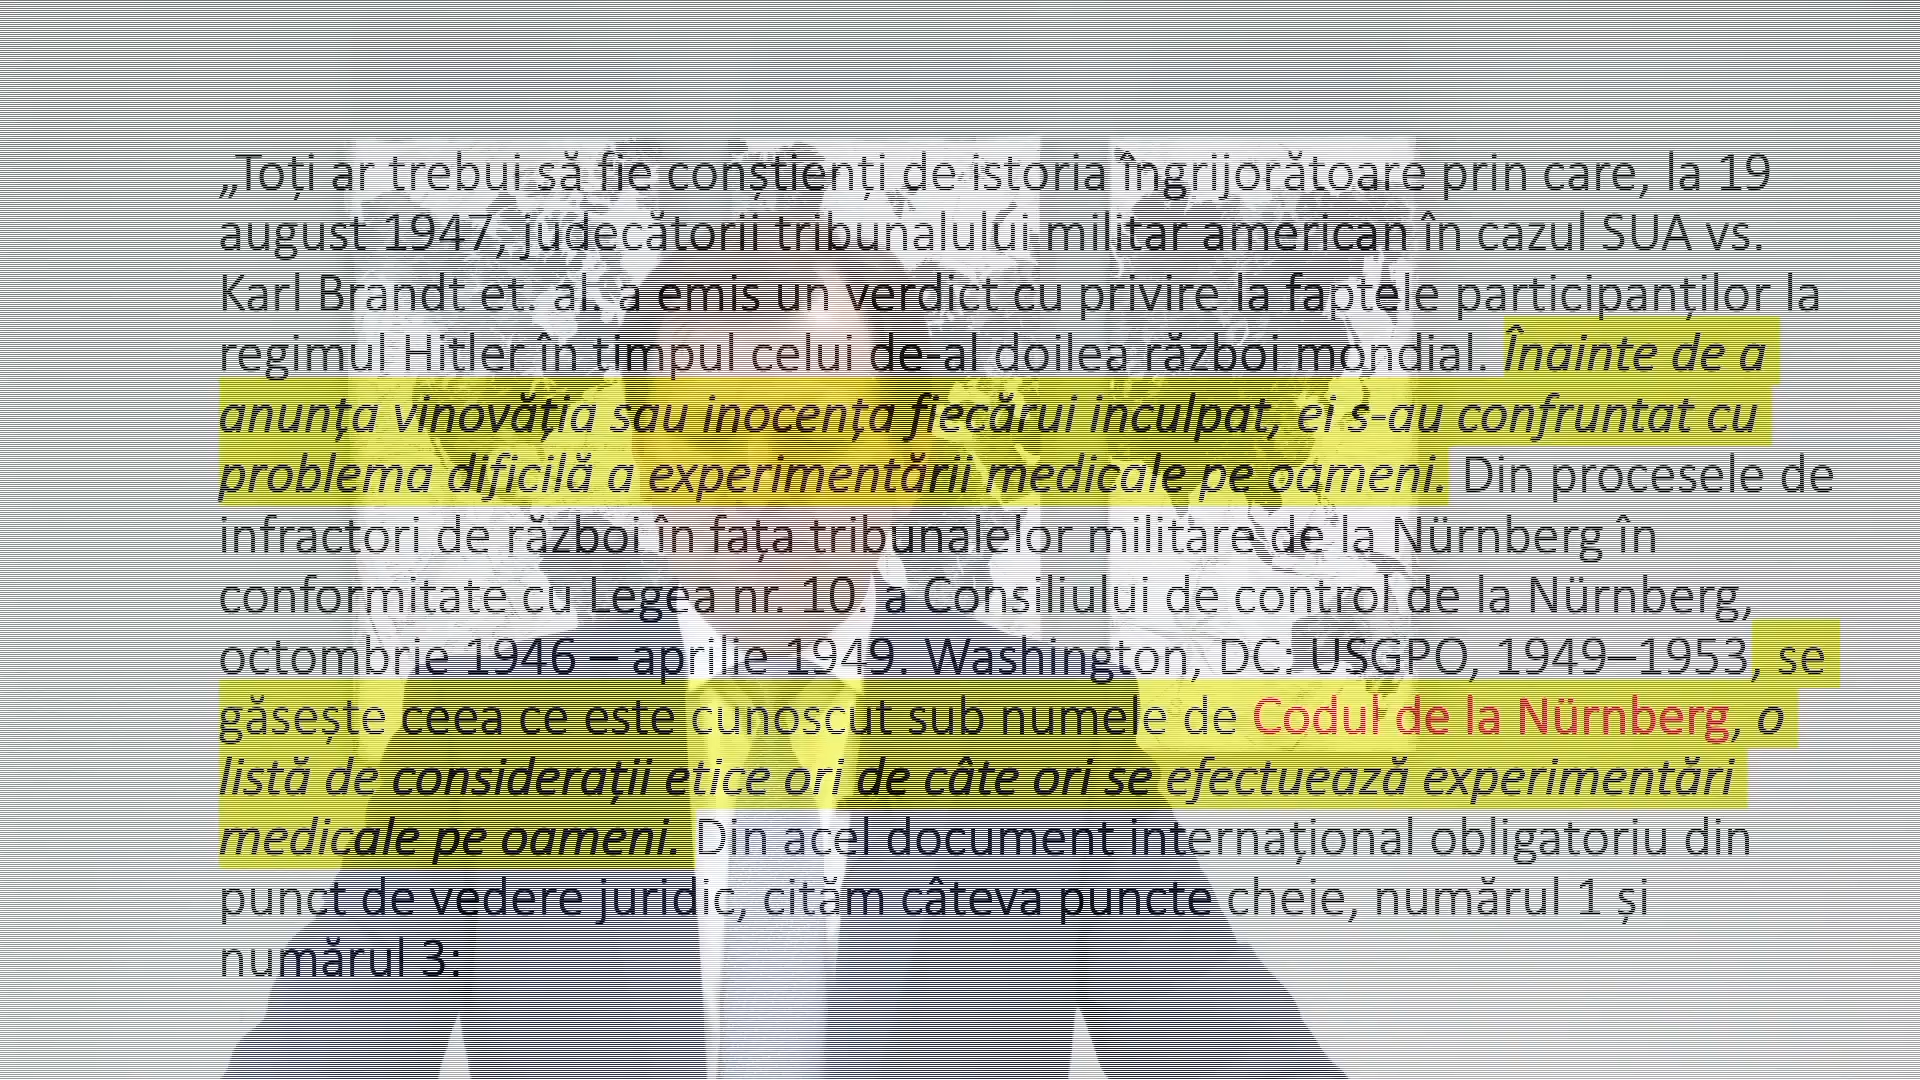 „Toți ar trebui să fie conștienți de istoria îngrijorătoare prin care, la 19
august 1947, judecătorii tribunalului militar american în cazul SUA vs.
Karl Brandt et. al. a emis un verdict cu privire la faptele participanților la
regimul Hitler în timpul celui de-al doilea război mondial. Înainte de a
anunța vinovăția sau inocența fiecărui inculpat, ei s-au confruntat cu
problema dificilă a experimentării medicale pe oameni. Din procesele de
infractori de război în fața tribunalelor militare de la Nürnberg în
conformitate cu Legea nr. 10. a Consiliului de control de la Nürnberg,
octombrie 1946 – aprilie 1949. Washington, DC: USGPO, 1949–1953, se
găsește ceea ce este cunoscut sub numele de Codul de la Nürnberg, o
listă de considerații etice ori de câte ori se efectuează experimentări
medicale pe oameni. Din acel document internațional obligatoriu din
punct de vedere juridic, cităm câteva puncte cheie, numărul 1 și
numărul 3: